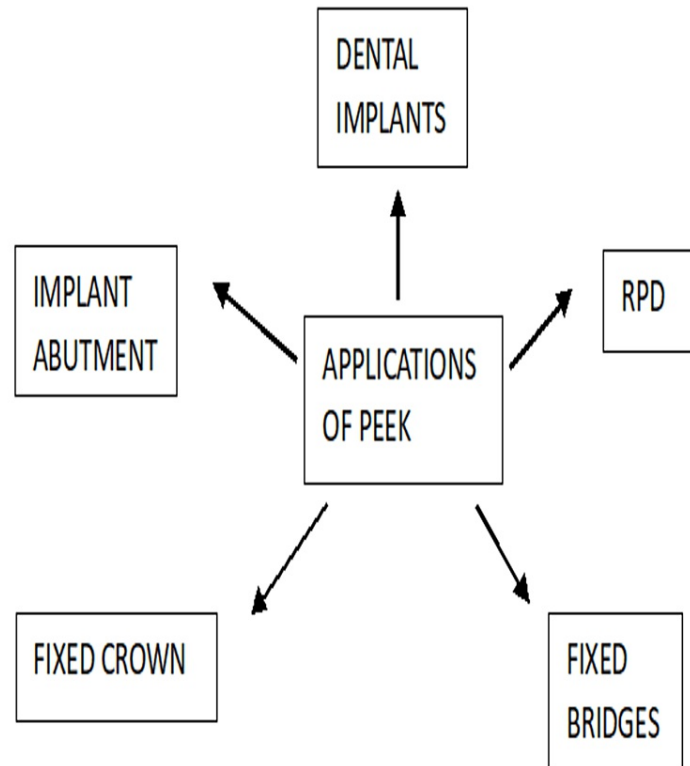 DENTAL
IMPLANTS
IMPLANT
ABUTMENT
RPD
APPLICATIONS
OF PEEK
FIXED CROWN
FIXED
BRIDGES